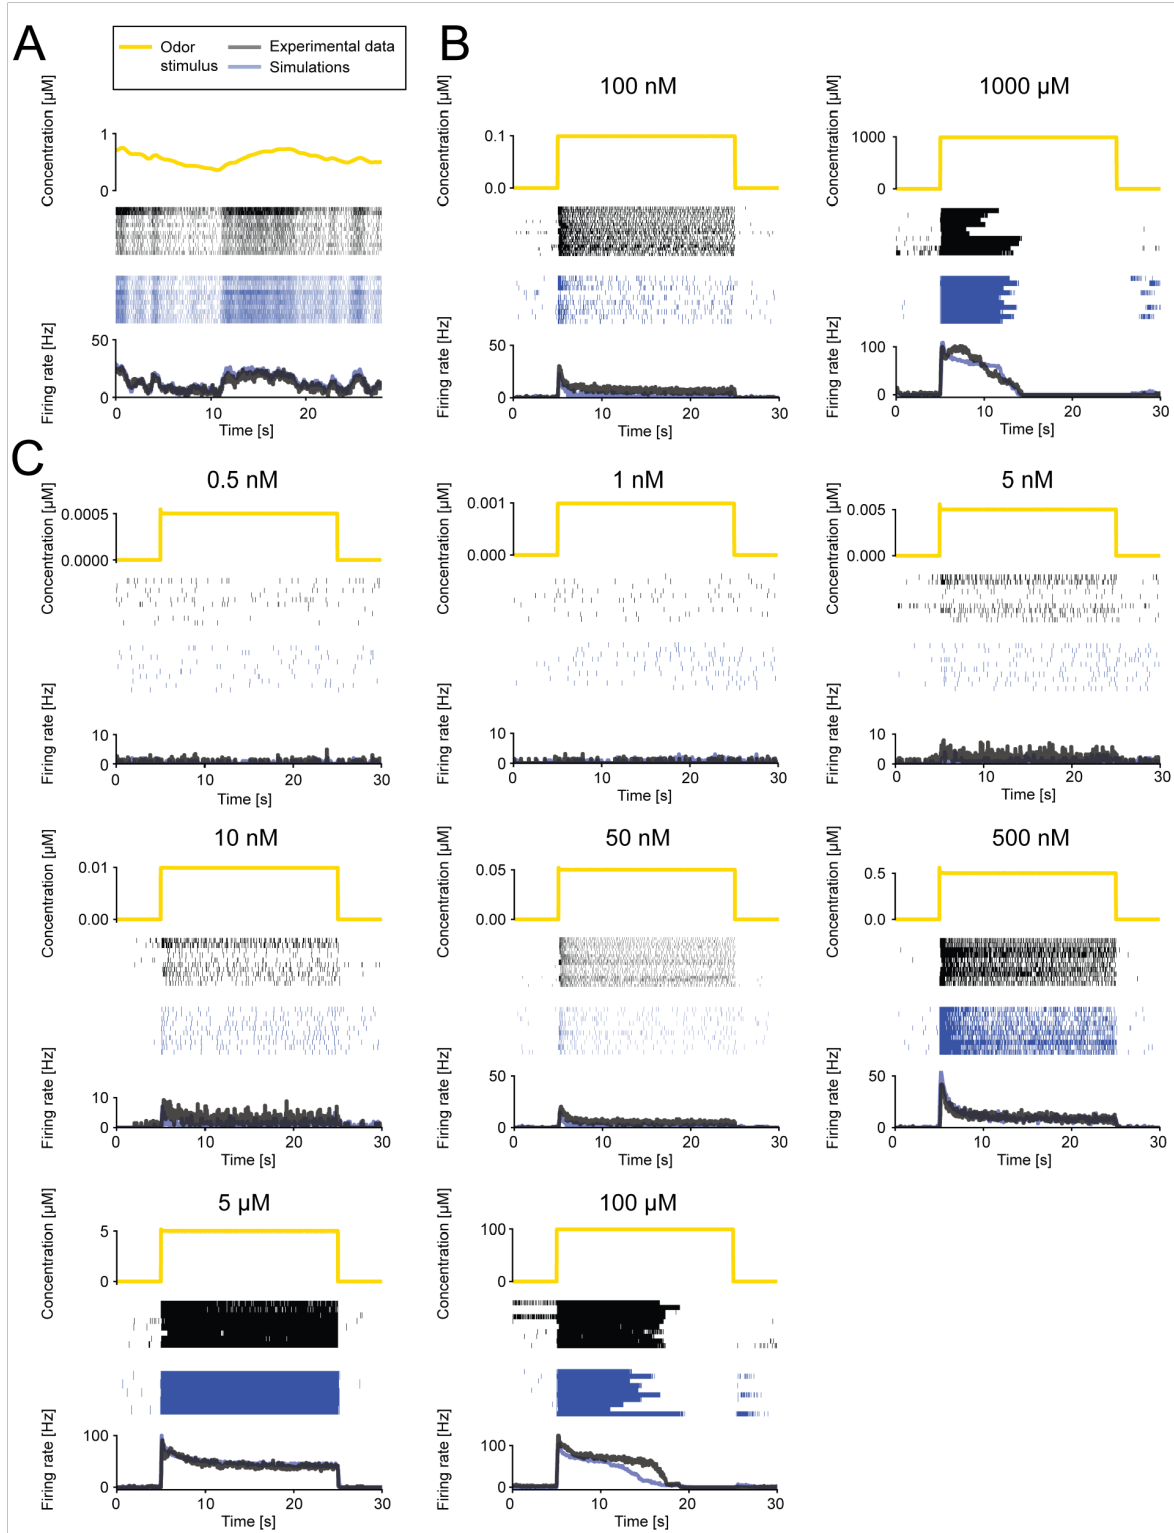 A
Odor
stimulus
Experimental data
Simulations
Concentration [µM]
1
0
Firing rate [Hz]
50
0
0 10 20
Time [s]
B
100 nM
Concentration [µM]
0.1
0.0
Firing rate [Hz]
50
0
0 10 20 30
Time [s]
1000 µM
Concentration [µM]
1000
0
Firing rate [Hz]
100
0
0 10 20 30
Time [s]
C
0.5 nM
Concentration [µM]
0.0005
0.0000
Firing rate [Hz]
10
0
0 10 20 30
Time [s]
1 nM
Concentration [µM]
0.001
0.000
Firing rate [Hz]
10
0
0 10 20 30
Time [s]
5 nM
Concentration [µM]
0.005
0.000
Firing rate [Hz]
10
0
0 10 20 30
Time [s]
10 nM
Concentration [µM]
0.01
0.00
Firing rate [Hz]
10
0
0 10 20 30
Time [s]
50 nM
Concentration [µM]
0.05
0.00
Firing rate [Hz]
50
0
0 10 20 30
Time [s]
500 nM
Concentration [µM]
0.5
0
Firing rate [Hz]
50
0
0 10 20 30
Time [s]
5 µM
Concentration [µM]
5
0
Firing rate [Hz]
100
0
0 10 20 30
Time [s]
100 µM
Concentration [µM]
100
0
Firing rate [Hz]
100
0
0 10 20 30
Time [s]